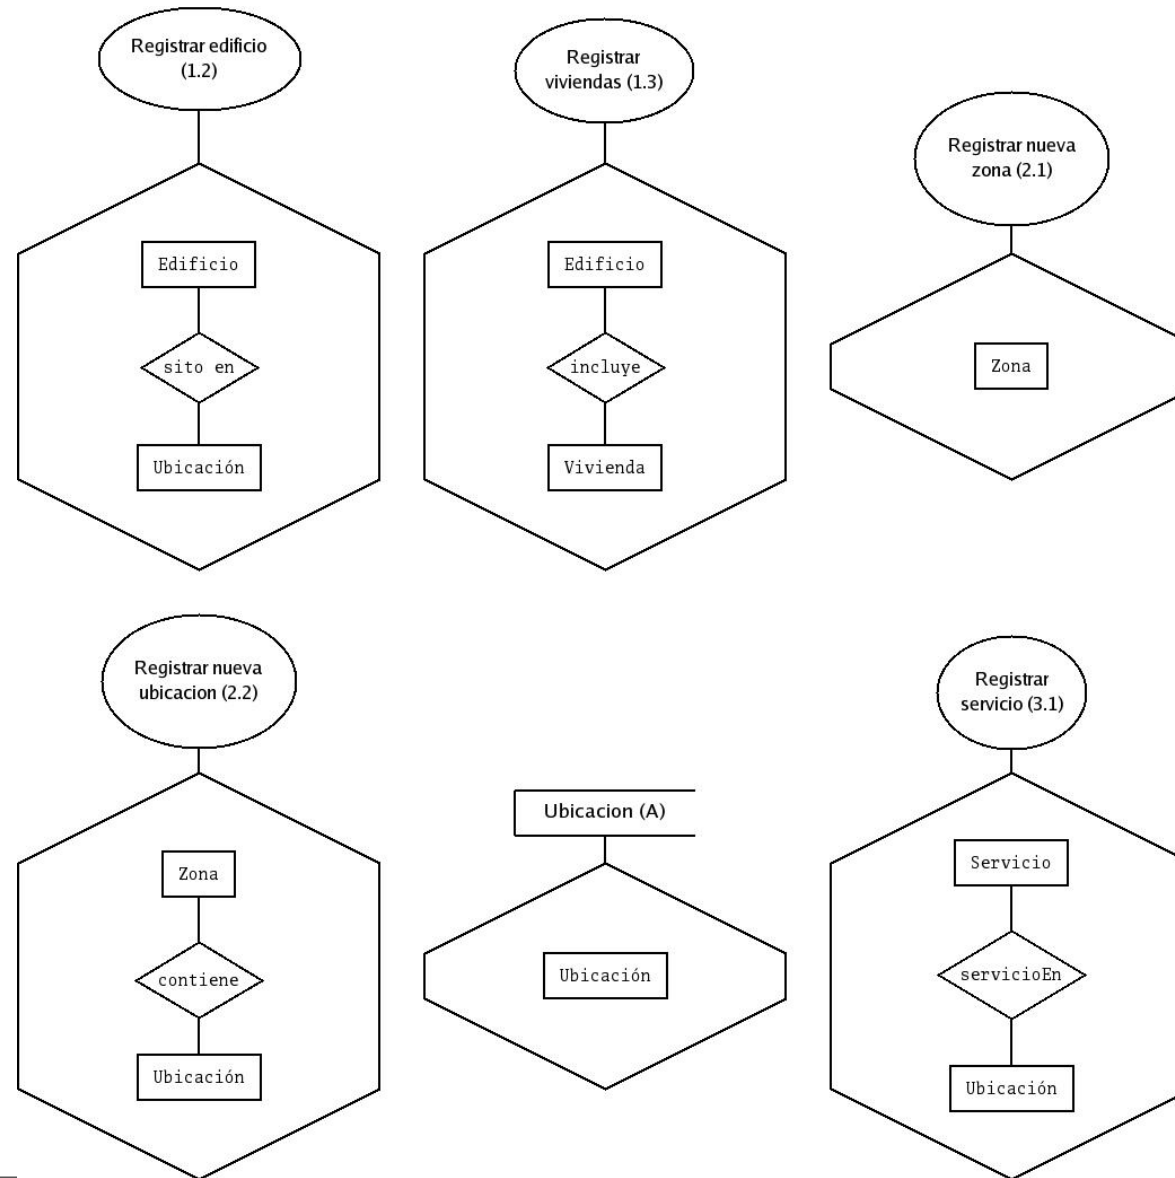 Registrar edificio
(1.2)
Edificio
sito en
Ubicación
Registrar
viviendas (1.3)
Edificio
incluye
Vivienda
Registrar nueva
zona (2.1)
Zona
Registrar nueva
ubicacion (2.2)
Zona
contiene
Ubicación
Ubicacion (A)
Ubicación
Registrar
servicio (3.1)
Servicio
servicioEn
Ubicación